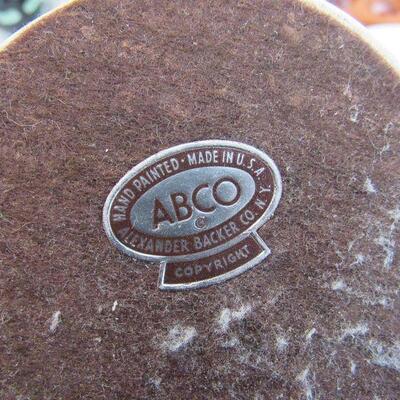 HAND PAINTED · MADE IN U.S.A.
ABCO
©
ALEXANDER BACKER CO. N.Y.
COPYRIGHT